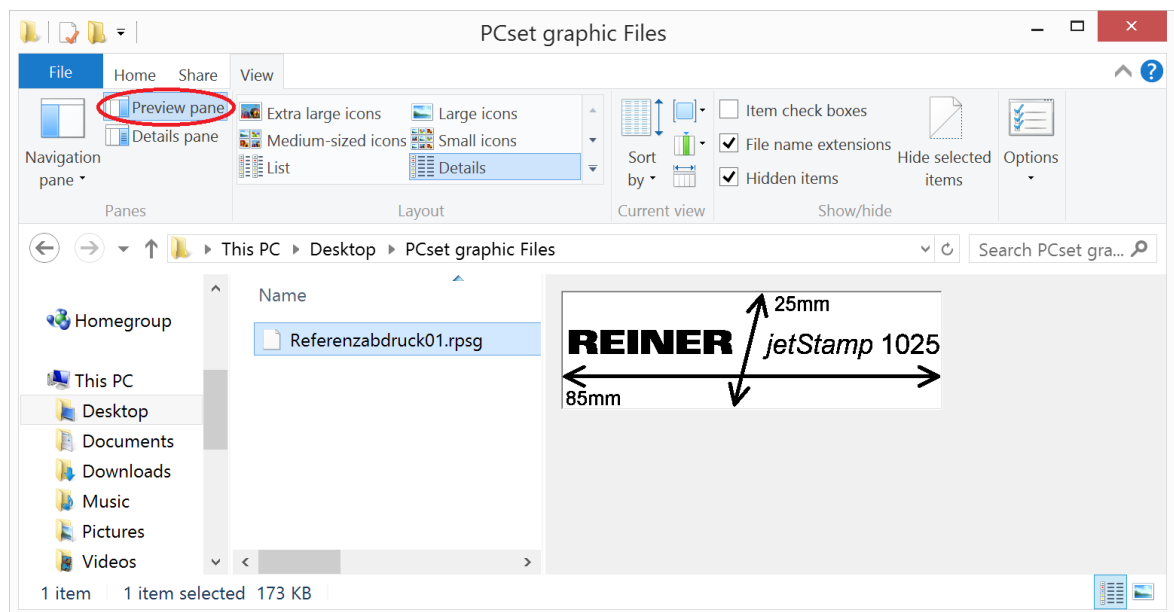 PCset graphic Files
File Home Share View
Preview pane
Details pane
Navigation pane
Panes
Extra large icons Large icons
Medium-sized icons Small icons
List Details
Layout
Sort by
Current view
Item check boxes
File name extensions
Hidden items
Hide selected items
Show/hide
Options
This PC Desktop PCset graphic Files
Search PCset gra...
Homegroup
This PC
Desktop
Documents
Downloads
Music
Pictures
Videos
Name
Referenzabdruck01.rpsg
25mm
REINER jetStamp 1025
85mm
1 item 1 item selected 173 KB